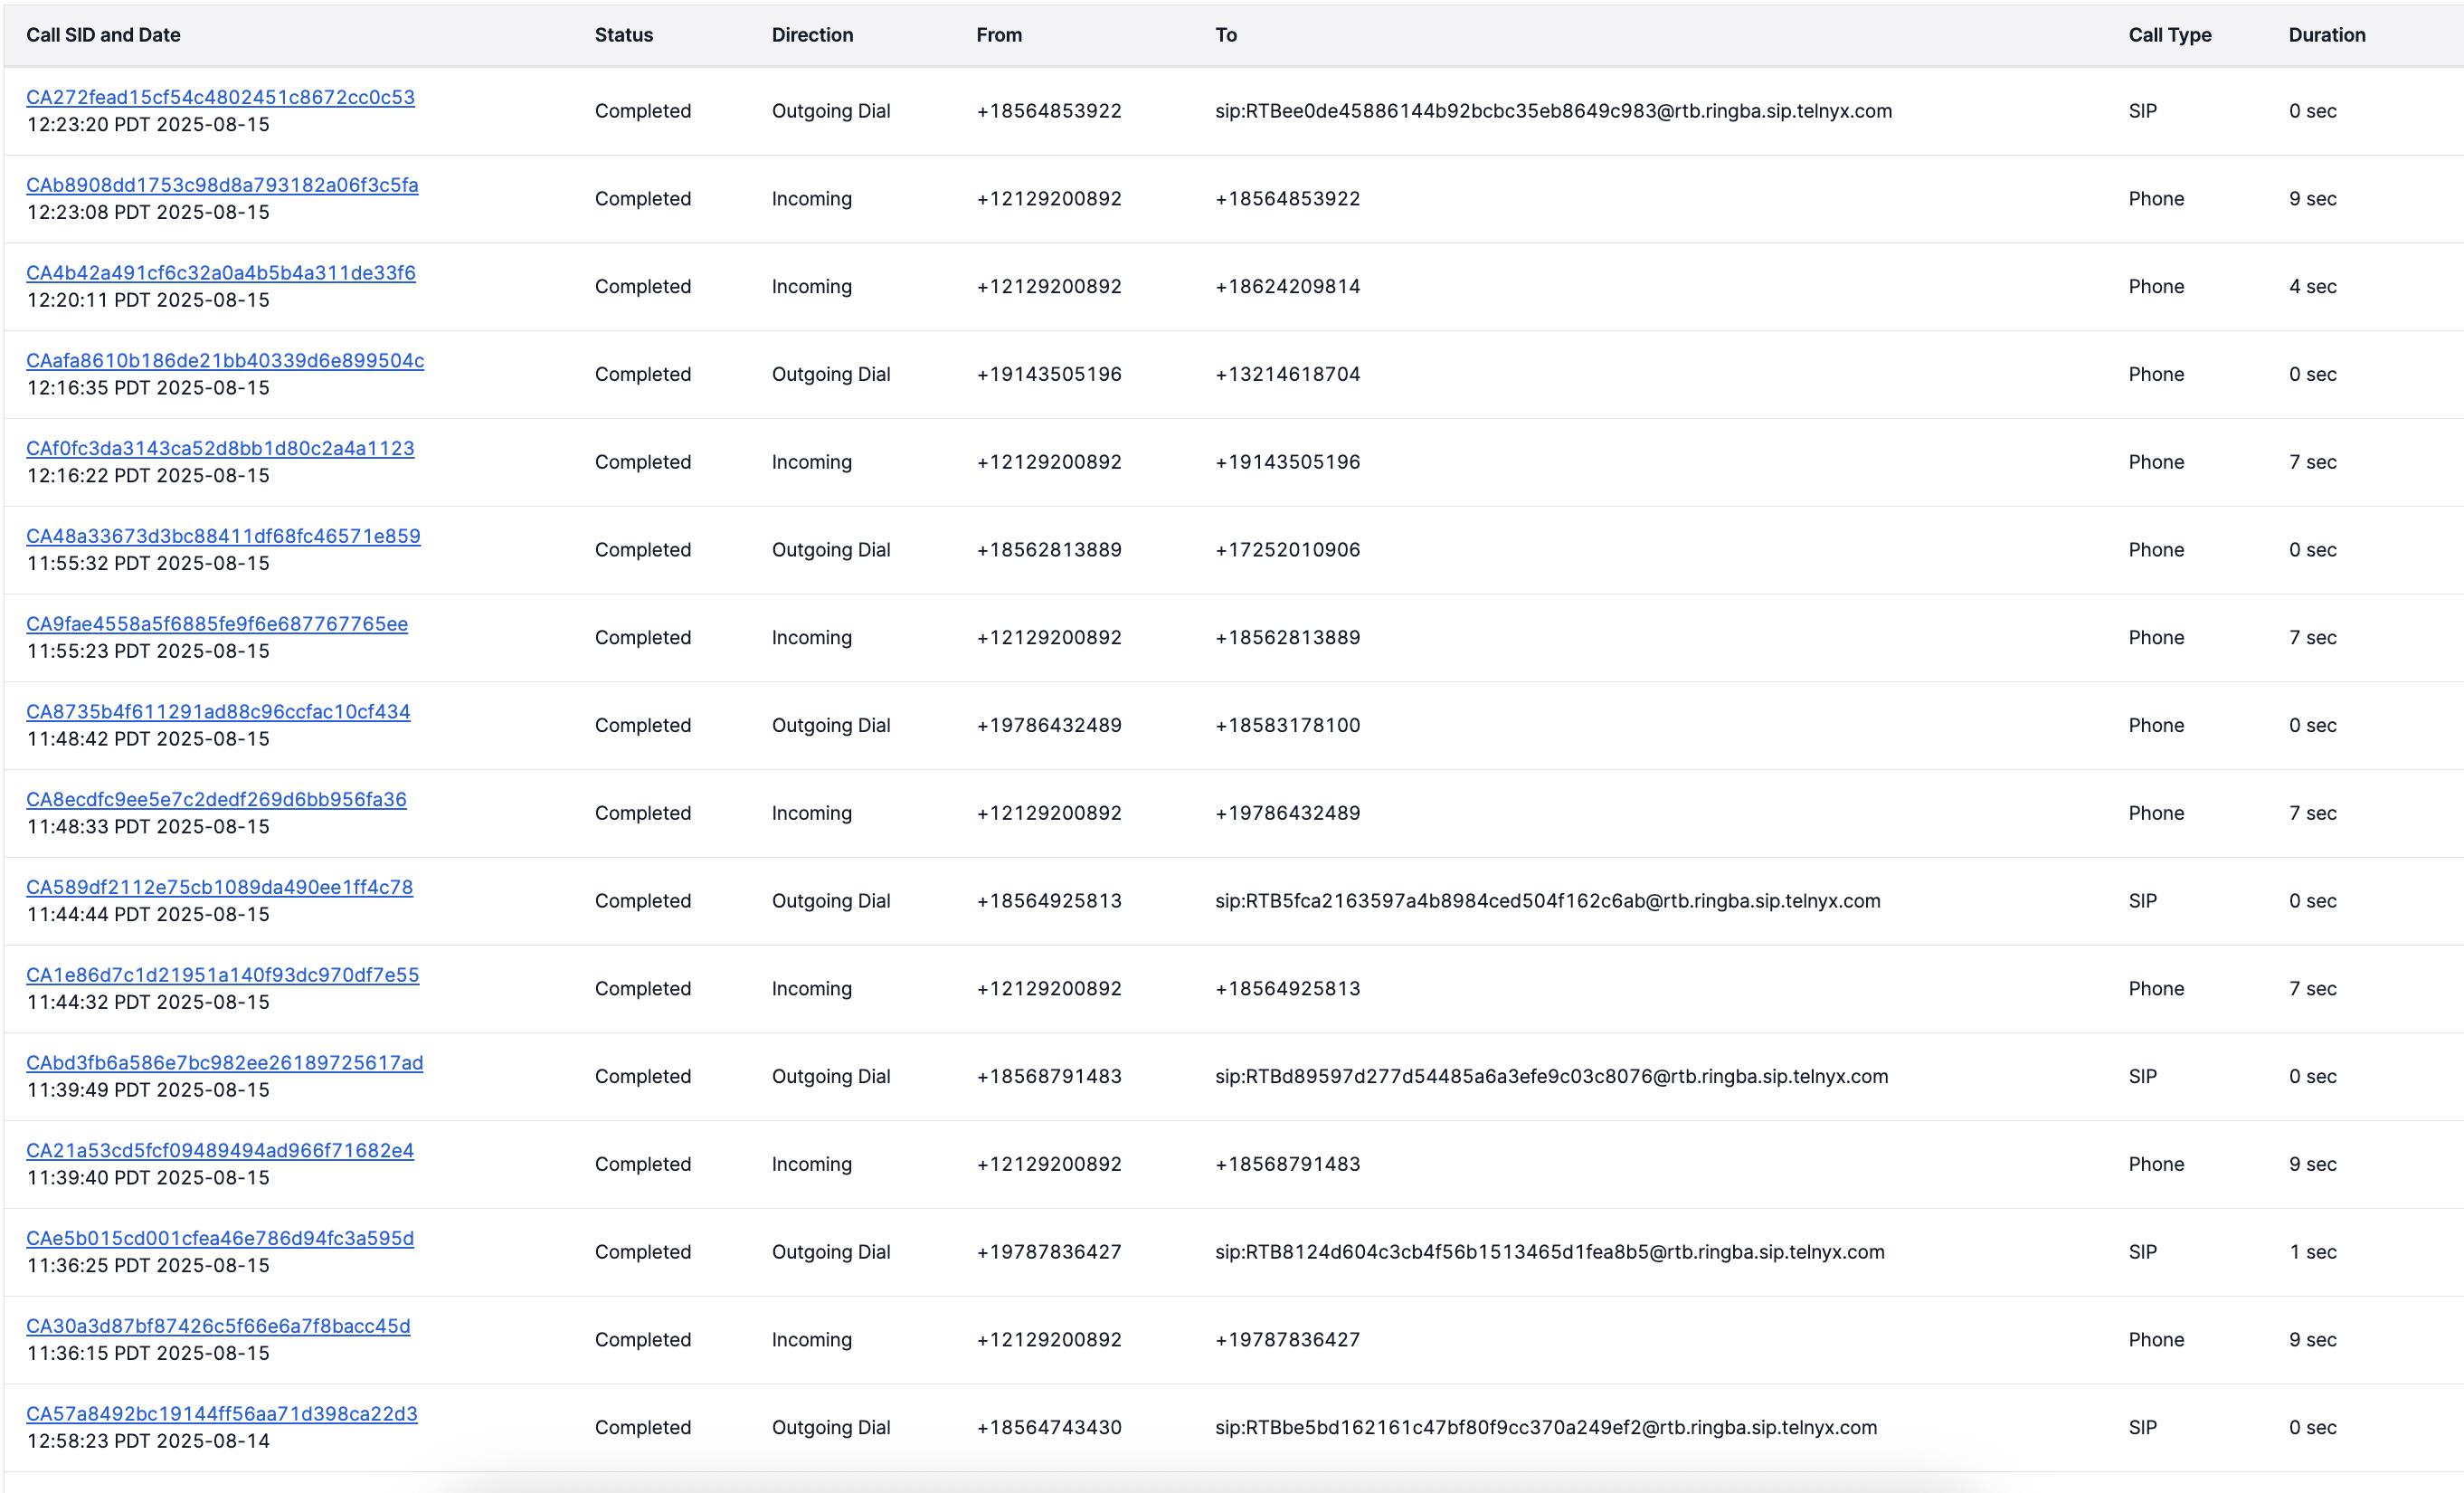 Call SID and Date Status Direction From To Call Type Duration
CA272fead15cf54c4802451c8672cc0c53
12:23:20 PDT 2025-08-15 Completed Outgoing Dial +18564853922 sip:RTBee0de45886144b92bcbc35eb8649c983@rtb.ringba.sip.telnyx.com SIP 0 sec
CAb8908dd1753c98d8a793182a06f3c5fa
12:23:08 PDT 2025-08-15 Completed Incoming +12129200892 +18564853922 Phone 9 sec
CA4b42a491cf6c32a0a4b5b4a311de33f6
12:20:11 PDT 2025-08-15 Completed Incoming +12129200892 +18624209814 Phone 4 sec
CAafa8610b186de21bb40339d6e899504c
12:16:35 PDT 2025-08-15 Completed Outgoing Dial +19143505196 +13214618704 Phone 0 sec
CAf0fc3da3143ca52d8bb1d80c2a4a1123
12:16:22 PDT 2025-08-15 Completed Incoming +12129200892 +19143505196 Phone 7 sec
CA48a33673d3bc88411df68fc46571e859
11:55:32 PDT 2025-08-15 Completed Outgoing Dial +18562813889 +17252010906 Phone 0 sec
CA9fae4558a5f6885fe9f6e687767765ee
11:55:23 PDT 2025-08-15 Completed Incoming +12129200892 +18562813889 Phone 7 sec
CA8735b4f611291ad88c96ccfac10cf434
11:48:42 PDT 2025-08-15 Completed Outgoing Dial +19786432489 +18583178100 Phone 0 sec
CA8ecdfc9ee5e7c2dedf269d6bb956fa36
11:48:33 PDT 2025-08-15 Completed Incoming +12129200892 +19786432489 Phone 7 sec
CA589df2112e75cb1089da490ee1ff4c78
11:44:44 PDT 2025-08-15 Completed Outgoing Dial +18564925813 sip:RTB5fca2163597a4b8984ced504f162c6ab@rtb.ringba.sip.telnyx.com SIP 0 sec
CA1e86d7c1d21951a140f93dc970df7e55
11:44:32 PDT 2025-08-15 Completed Incoming +12129200892 +18564925813 Phone 7 sec
CAbd3fb6a586e7bc982ee26189725617ad
11:39:49 PDT 2025-08-15 Completed Outgoing Dial +18568791483 sip:RTBd89597d277d54485a6a3efe9c03c8076@rtb.ringba.sip.telnyx.com SIP 0 sec
CA21a53cd5fcf09489494ad966f71682e4
11:39:40 PDT 2025-08-15 Completed Incoming +12129200892 +18568791483 Phone 9 sec
CAe5b015cd001cfea46e786d94fc3a595d
11:36:25 PDT 2025-08-15 Completed Outgoing Dial +19787836427 sip:RTB8124d604c3cb4f56b1513465d1fea8b5@rtb.ringba.sip.telnyx.com SIP 1 sec
CA30a3d87bf87426c5f66e6a7f8bacc45d
11:36:15 PDT 2025-08-15 Completed Incoming +12129200892 +19787836427 Phone 9 sec
CA57a8492bc19144ff56aa71d398ca22d3
12:58:23 PDT 2025-08-14 Completed Outgoing Dial +18564743430 sip:RTBbe5bd162161c47bf80f9cc370a249ef2@rtb.ringba.sip.telnyx.com SIP 0 sec